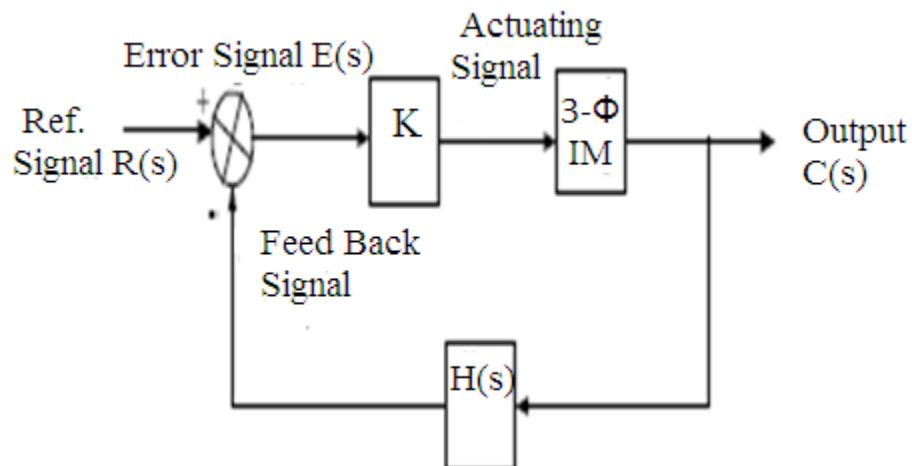 Actuating
Signal
Error Signal E(s)
+
K
3-Φ
IM
Ref.
Signal R(s)
Output
C(s)
Feed Back
Signal
H(s)